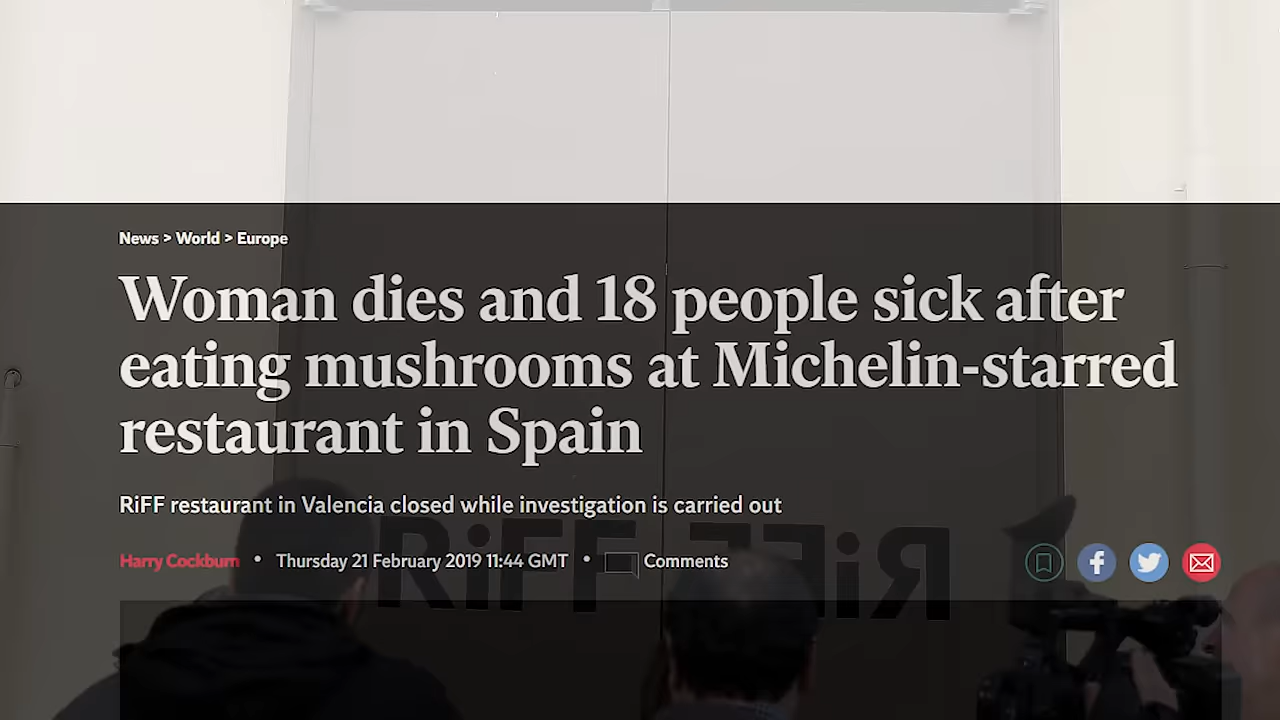 News > World > Europe
Woman dies and 18 people sick after
eating mushrooms at Michelin-starred
restaurant in Spain
RiFF restaurant in Valencia closed while investigation is carried out
Harry Cockburn • Thursday 21 February 2019 11:44 GMT • Comments
RiFF RiFF